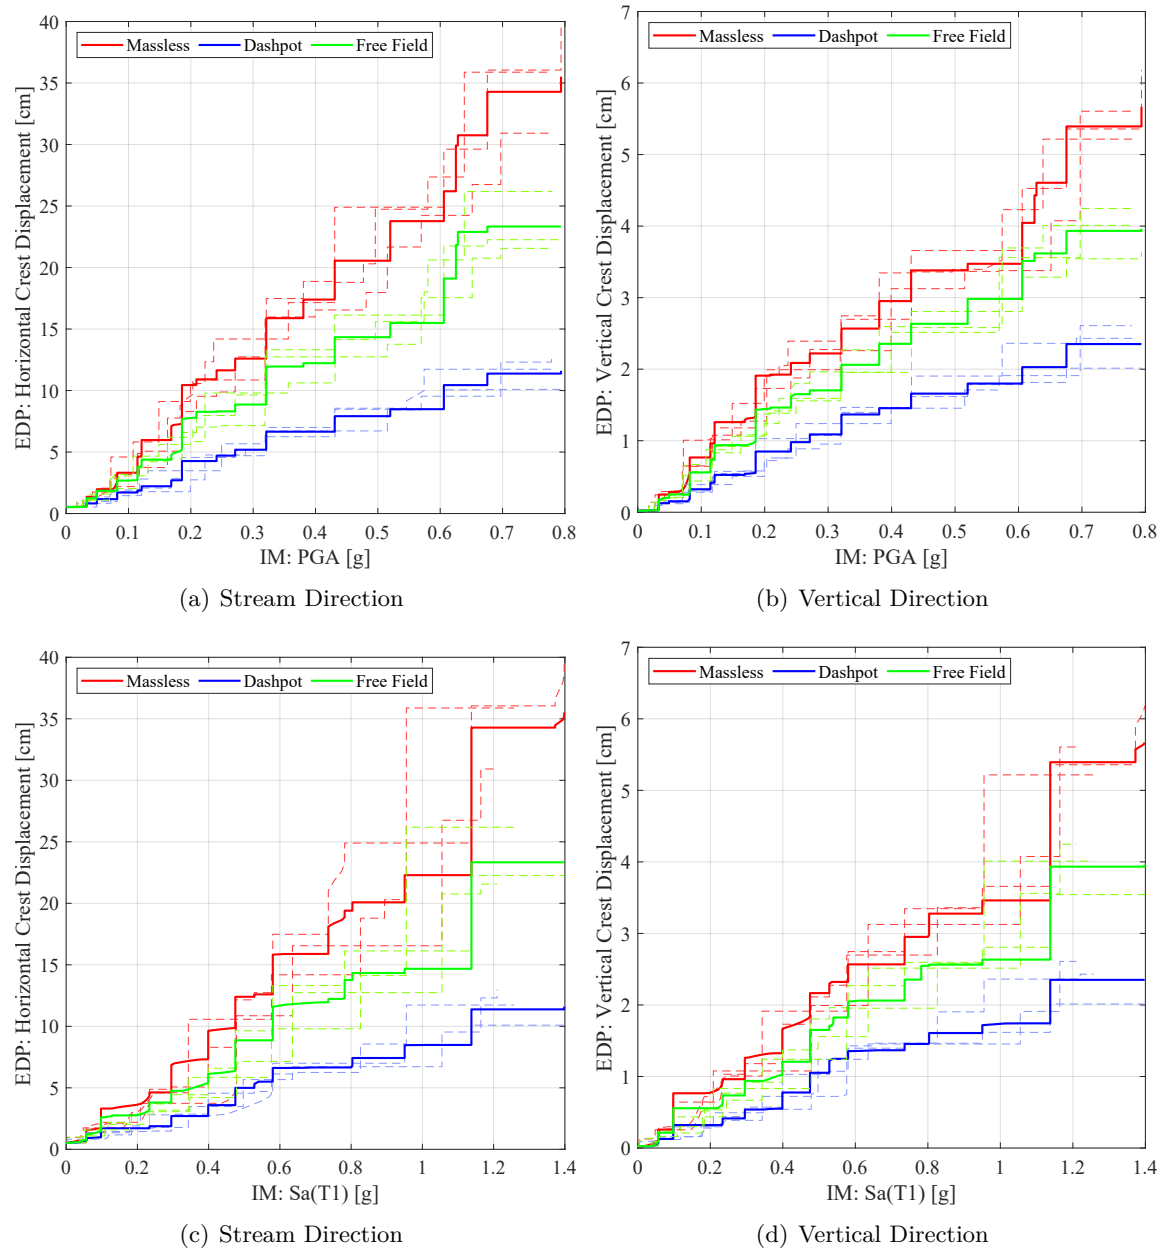 EDP: Horizontal Crest Displacement [cm]
40
35
30
25
20
15
10
5
0
Massless
Dashpot
Free Field
0 0.1 0.2 0.3 0.4 0.5 0.6 0.7 0.8
IM: PGA [g]
(a) Stream Direction
EDP: Vertical Crest Displacement [cm]
7
6
5
4
3
2
1
0
Massless
Dashpot
Free Field
0 0.1 0.2 0.3 0.4 0.5 0.6 0.7 0.8
IM: PGA [g]
(b) Vertical Direction
EDP: Horizontal Crest Displacement [cm]
40
35
30
25
20
15
10
5
0
Massless
Dashpot
Free Field
0 0.2 0.4 0.6 0.8 1 1.2 1.4
IM: Sa(T1) [g]
(c) Stream Direction
EDP: Vertical Crest Displacement [cm]
7
6
5
4
3
2
1
0
Massless
Dashpot
Free Field
0 0.2 0.4 0.6 0.8 1 1.2 1.4
IM: Sa(T1) [g]
(d) Vertical Direction